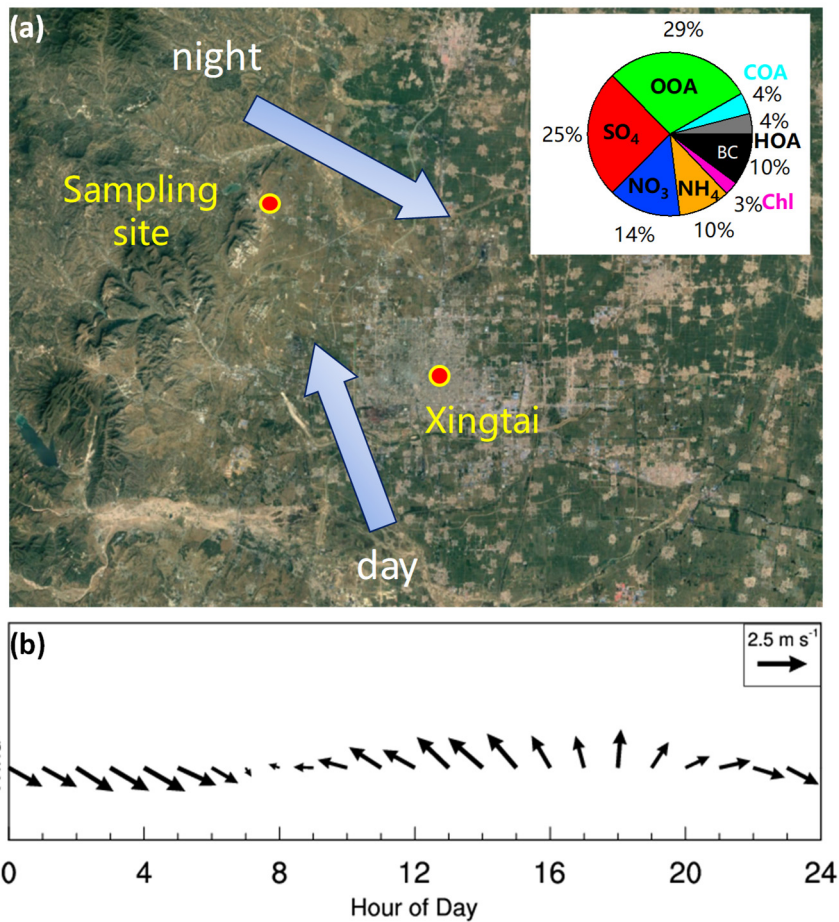 (a)
night
Sampling
site
Xingtai
day
29%
OOA
COA
4%
4%
HOA
25%
SO₄
BC
10%
NO₃
NH₄
3%
Chl
14%
10%
(b)
2.5 m s⁻¹
0
4
8
12
16
20
24
Hour of Day